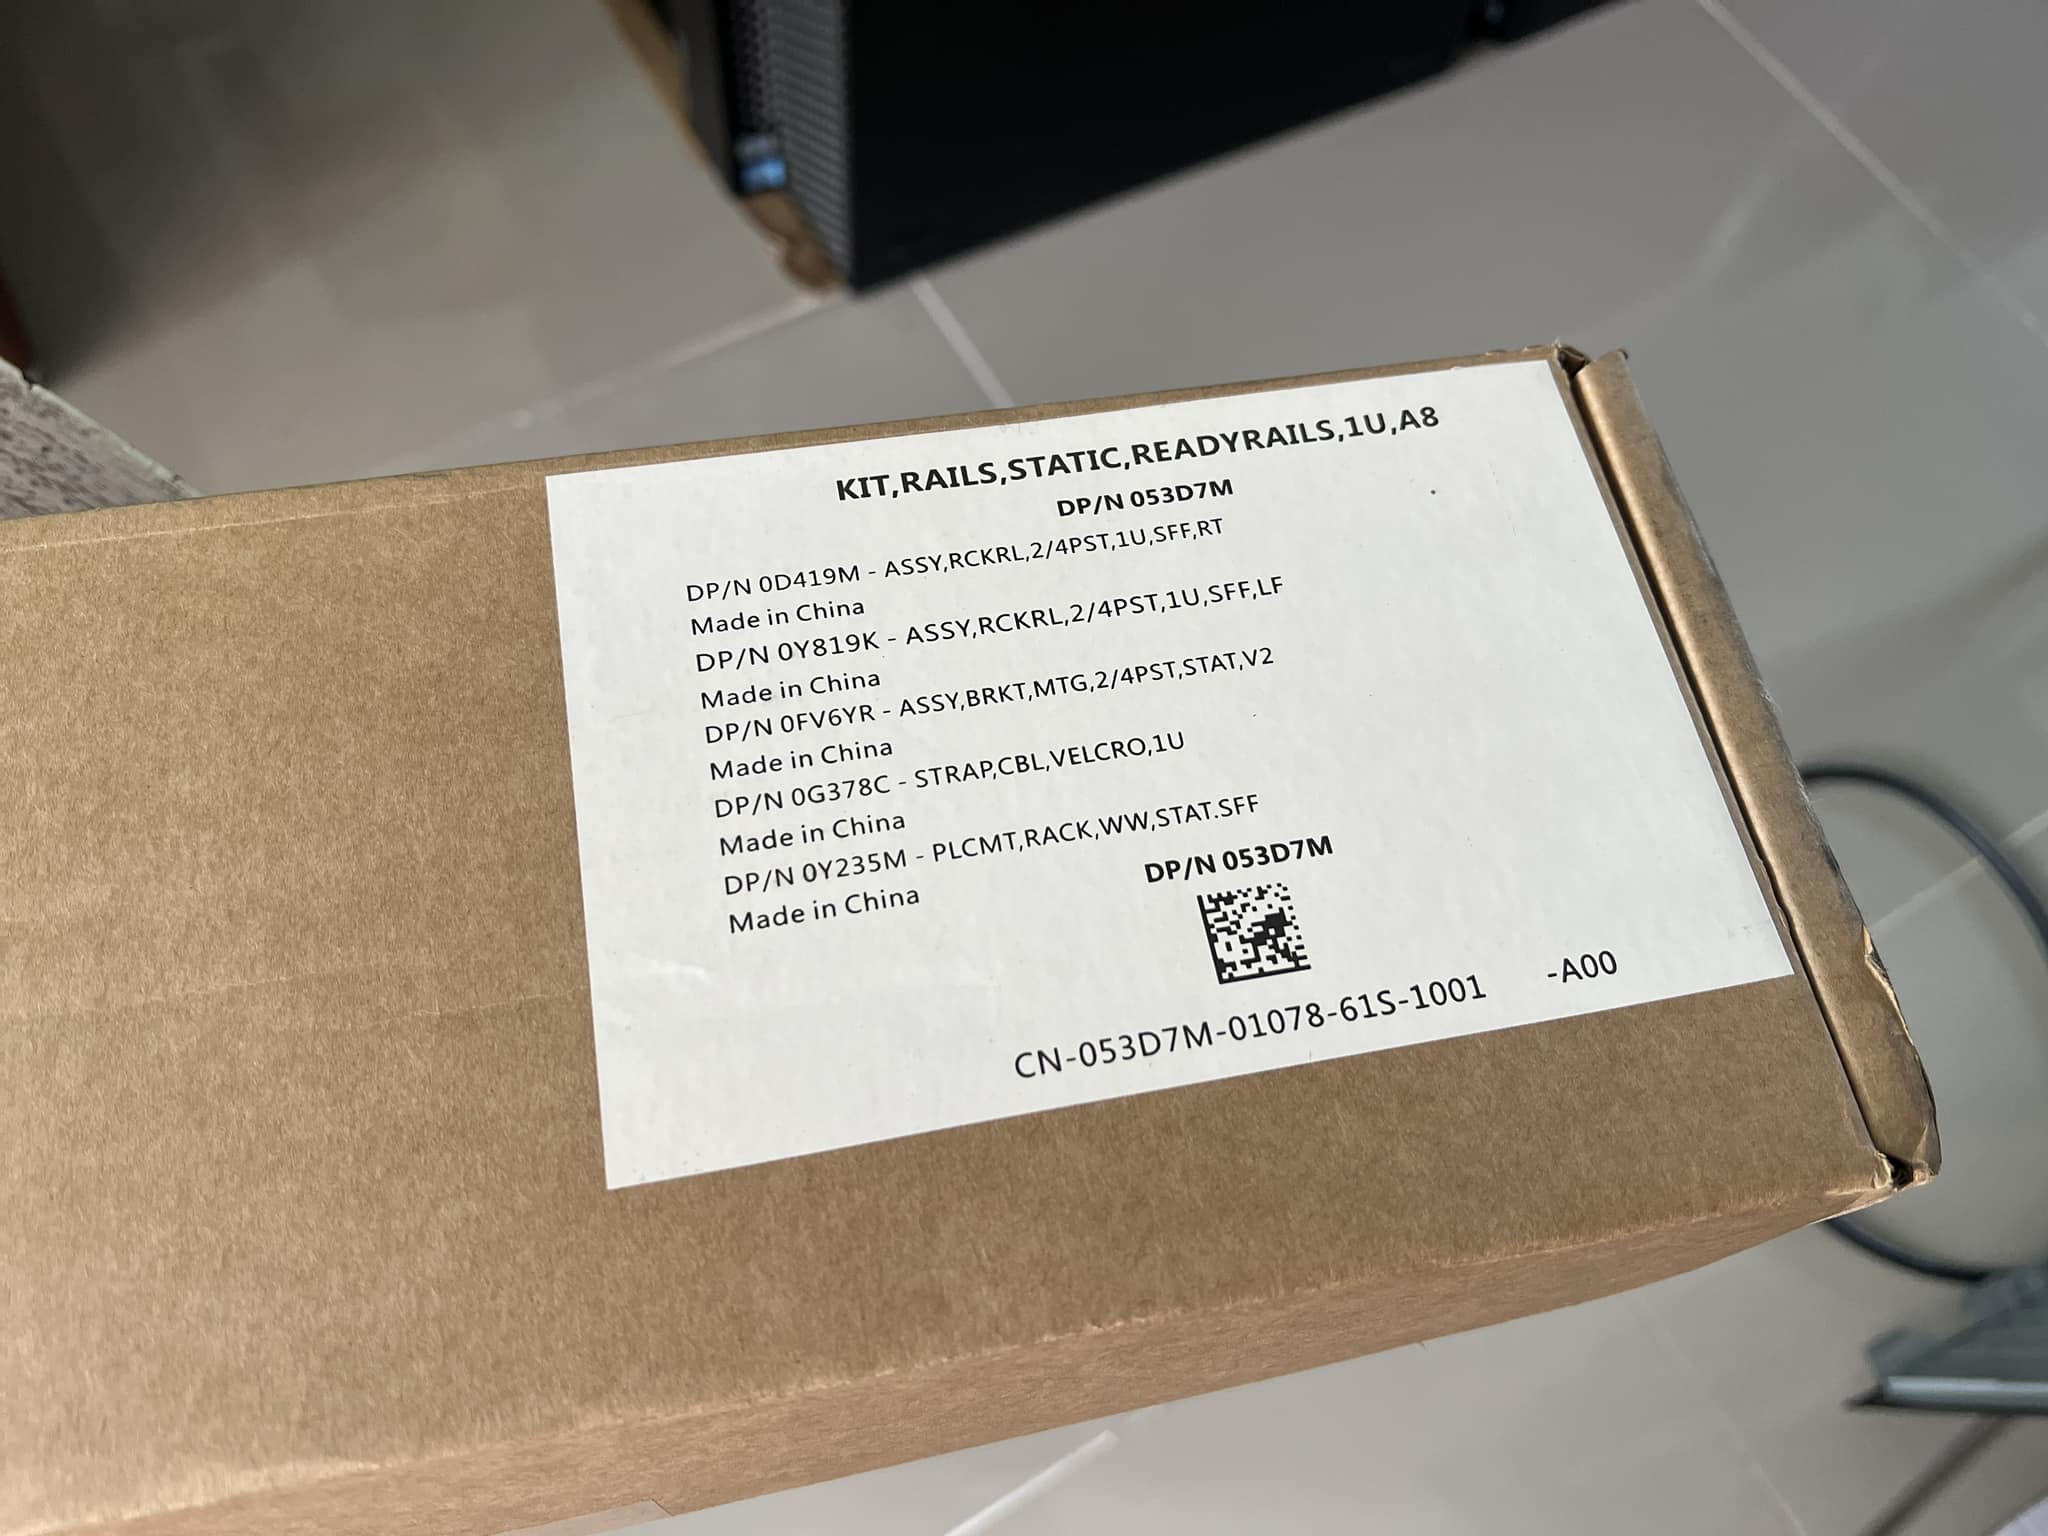 KIT,RAILS,STATIC,READYRAILS,1U,A8
DP/N 053D7M
DP/N 0D419M - ASSY,RCKRL,2/4PST,1U,SFF,RT
Made in China
DP/N 0Y819K - ASSY,RCKRL,2/4PST,1U,SFF,LF
Made in China
DP/N 0FV6YR - ASSY,BRKT,MTG,2/4PST,STAT,V2
Made in China
DP/N 0G378C - STRAP,CBL,VELCRO,1U
Made in China
DP/N 0Y235M - PLCMT,RACK,WW,STAT.SFF
Made in China
DP/N 053D7M
CN-053D7M-01078-61S-1001 -A00